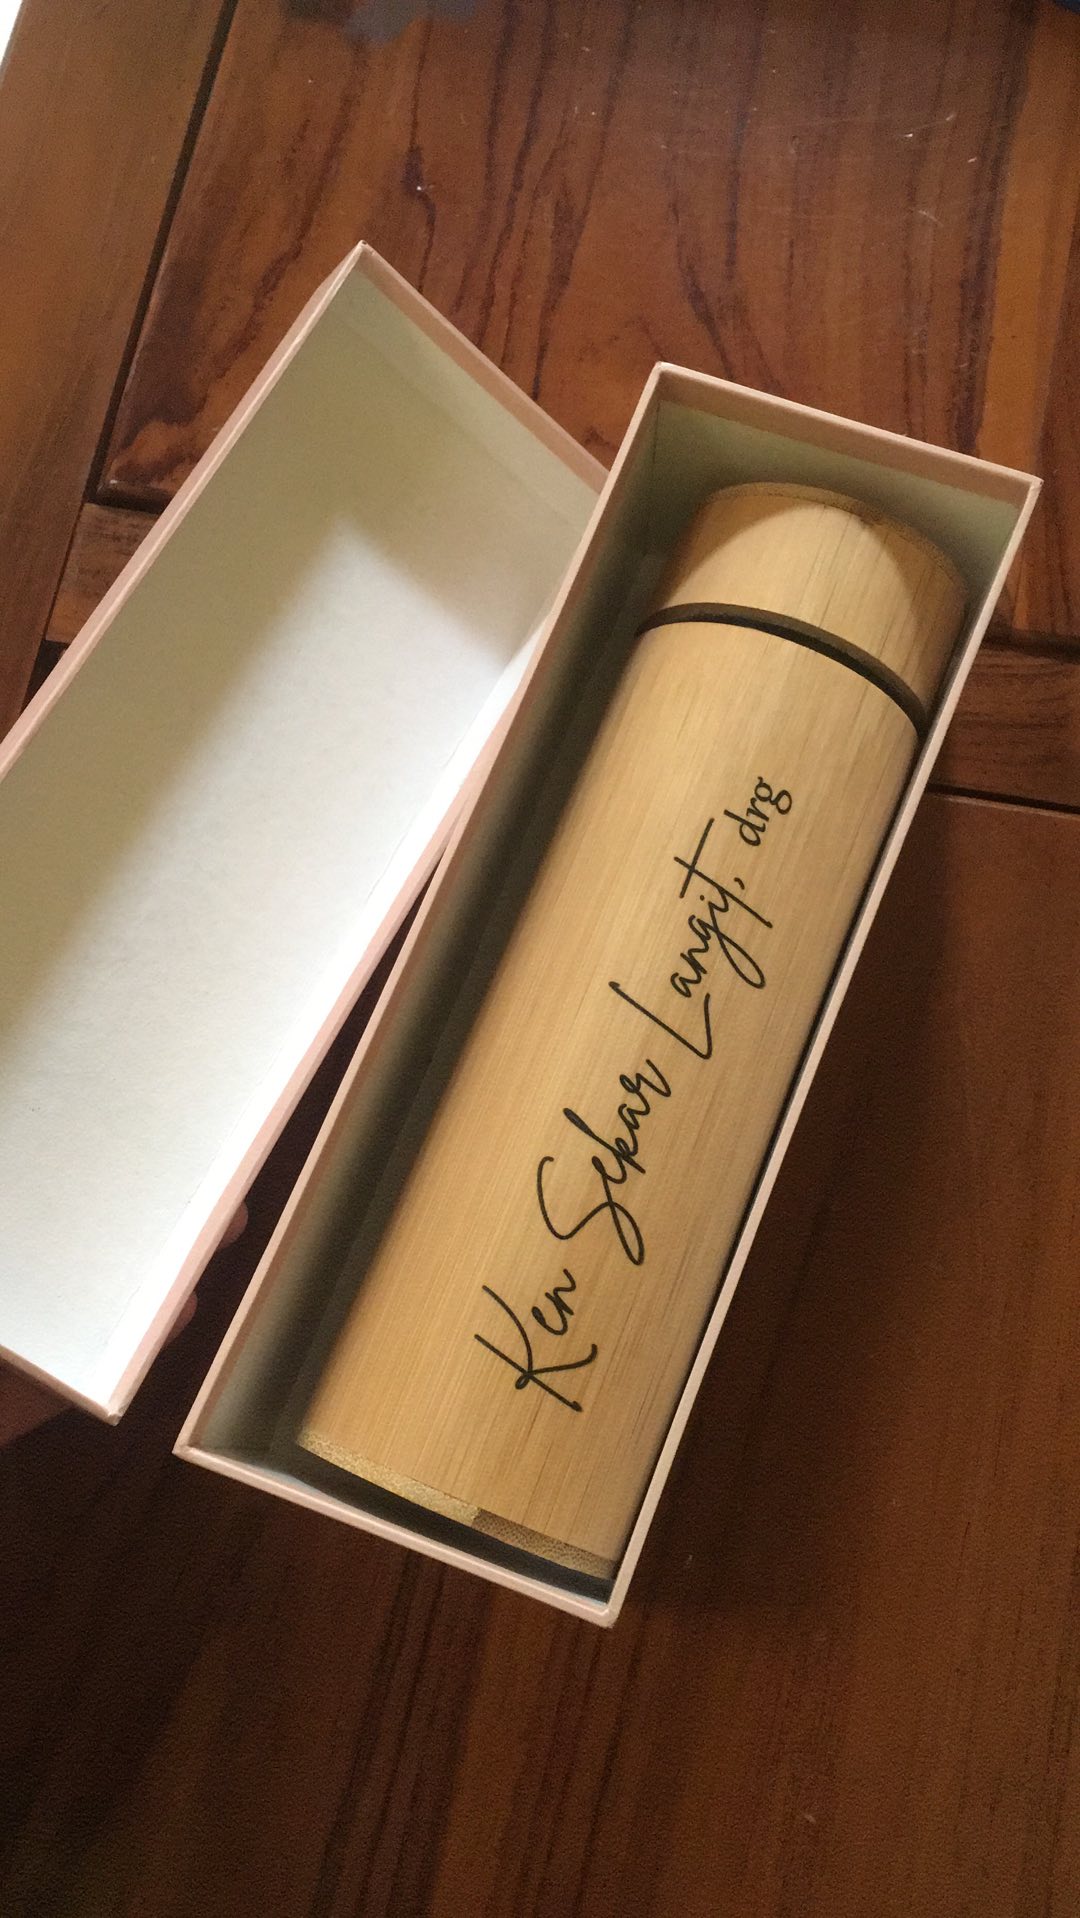 Ken Sekar Langit, drg